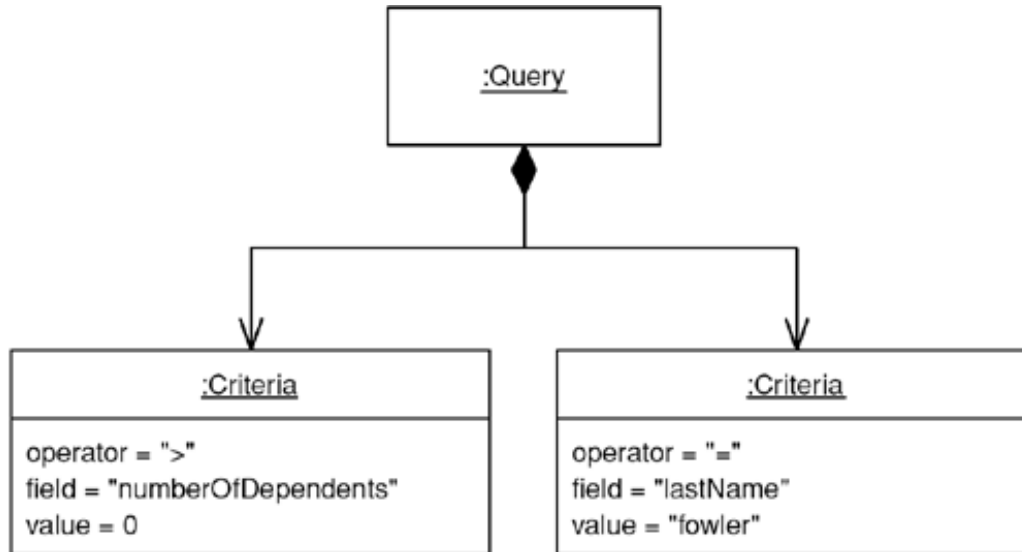 :Query
:Criteria
operator = ">"
field = "numberOfDependents"
value = 0
:Criteria
operator = "="
field = "lastName"
value = "fowler"